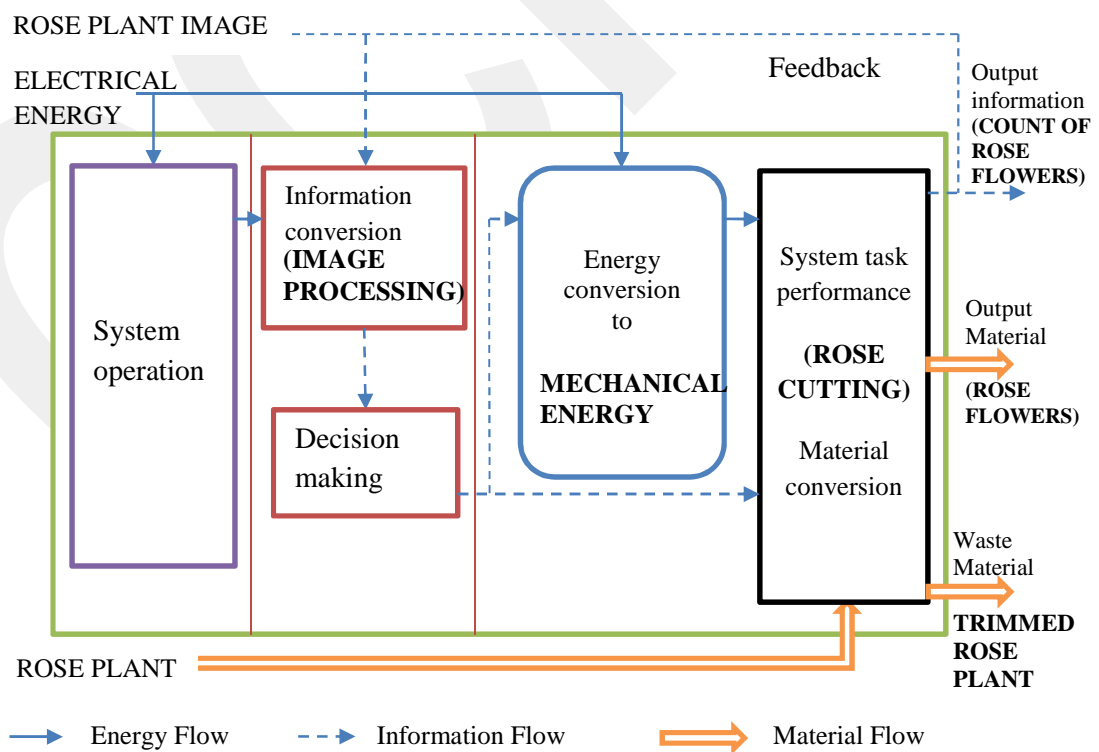 ROSE PLANT IMAGE
ELECTRICAL
ENERGY
Feedback
Output
information
(COUNT OF
ROSE
FLOWERS)
System
operation
Information
conversion
(IMAGE
PROCESSING)
Decision
making
Energy
conversion
to
MECHANICAL
ENERGY
System task
performance
(ROSE
CUTTING)
Material
conversion
Output
Material
(ROSE
FLOWERS)
Waste
Material
TRIMMED
ROSE
PLANT
ROSE PLANT
Energy Flow
Information Flow
Material Flow